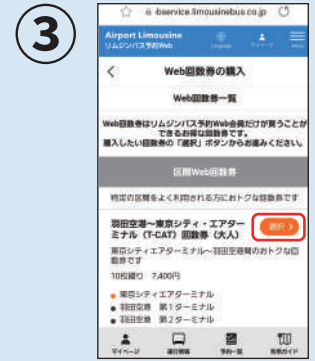 ③
baservice.limousinebus.co.jp
Airport Limousine
リムジンバス予約Web
Web回数券の購入
Web回数券一覧
Web回数券はリムジンバス予約Web会員だけが買うことが
できるお得な回数券です。
購入したい回数券の「選択」ボタンからお進みください。
区間Web回数券
特定の区間をよく利用される方におトクな回数券です
羽田空港～東京シティ・エアター
ミナル（T-CAT）回数券（大人）
選択 >
東京シティエアターミナル～羽田空港間のおトクな回
数券です
10枚綴り 7,400円
東京シティエアターミナル
羽田空港 第1ターミナル
羽田空港 第2ターミナル
マイページ 運行情報 予約一覧 利用ガイド